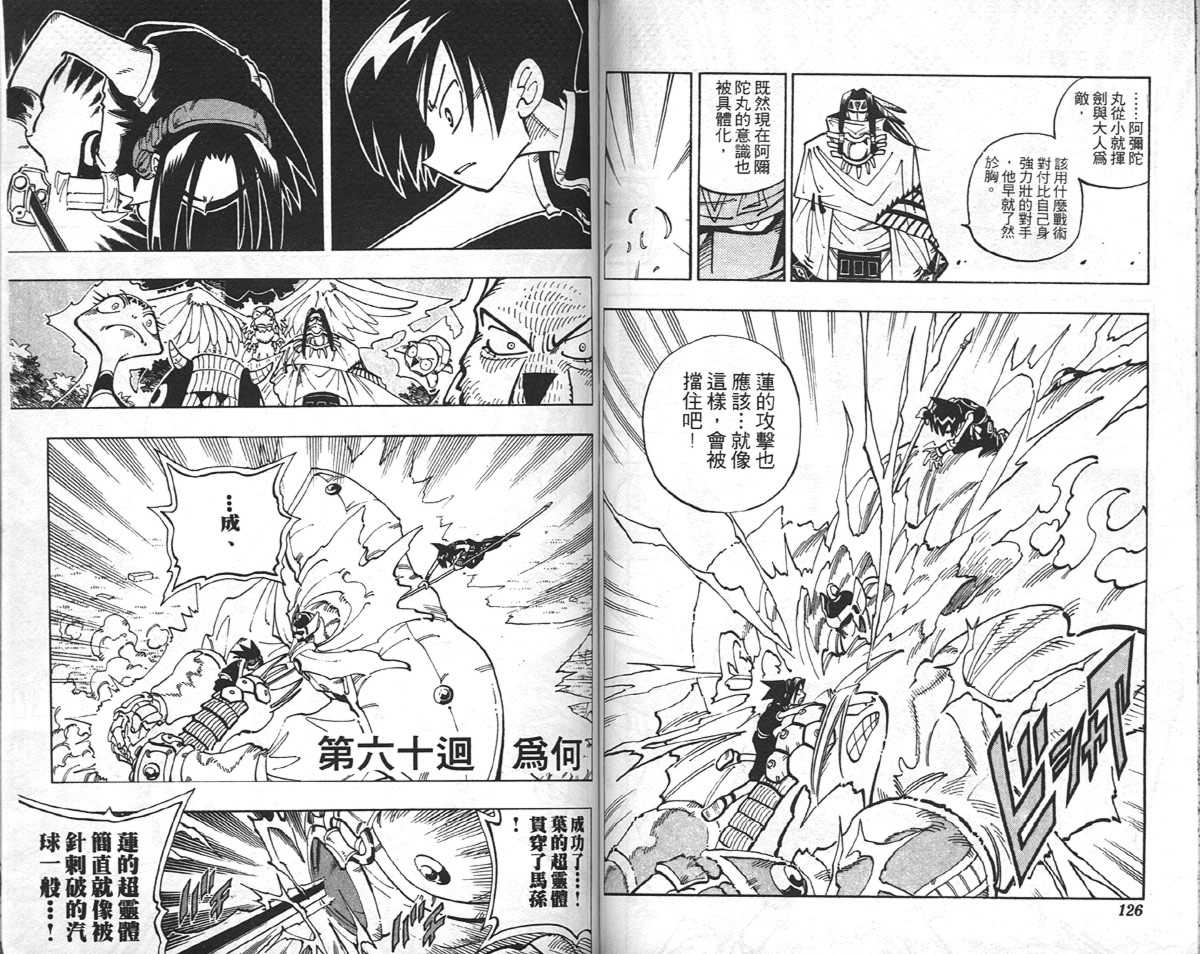 ……阿彌陀
丸從小就揮
劍與大人為
敵，
該用什麼戰術
對付比自己身
強力壯的對手
，他早就了然
於胸。
既然現在阿彌
陀丸的意識也
被具體化，
蓮的攻擊也
應該…就像
這樣，會被
擋住吧！
ビシャア
126
…成、
第六十迴 爲何
成功了…！
葉的超靈體
貫穿了馬孫
！
蓮的超靈體
簡直就像被
針刺破的汽
球一般…！